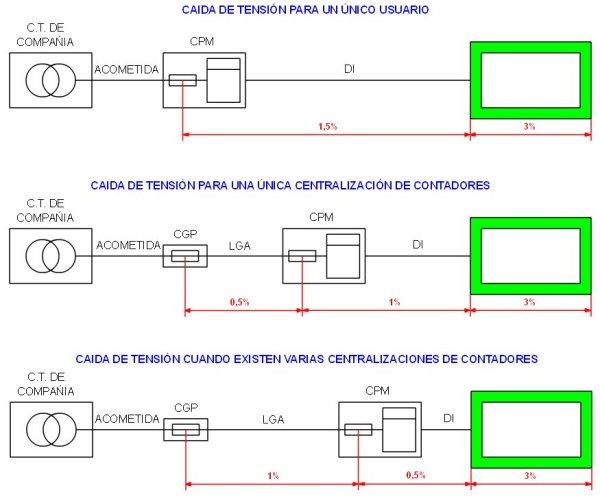 CAIDA DE TENSIÓN PARA UN ÚNICO USUARIO
C.T. DE
COMPAÑIA
ACOMETIDA
CPM
DI
1,5%
3%
CAIDA DE TENSIÓN PARA UNA ÚNICA CENTRALIZACIÓN DE CONTADORES
C.T. DE
COMPAÑIA
ACOMETIDA
CGP
LGA
CPM
DI
0,5%
1%
3%
CAIDA DE TENSIÓN CUANDO EXISTEN VARIAS CENTRALIZACIONES DE CONTADORES
C.T. DE
COMPAÑIA
ACOMETIDA
CGP
LGA
CPM
DI
1%
0,5%
3%